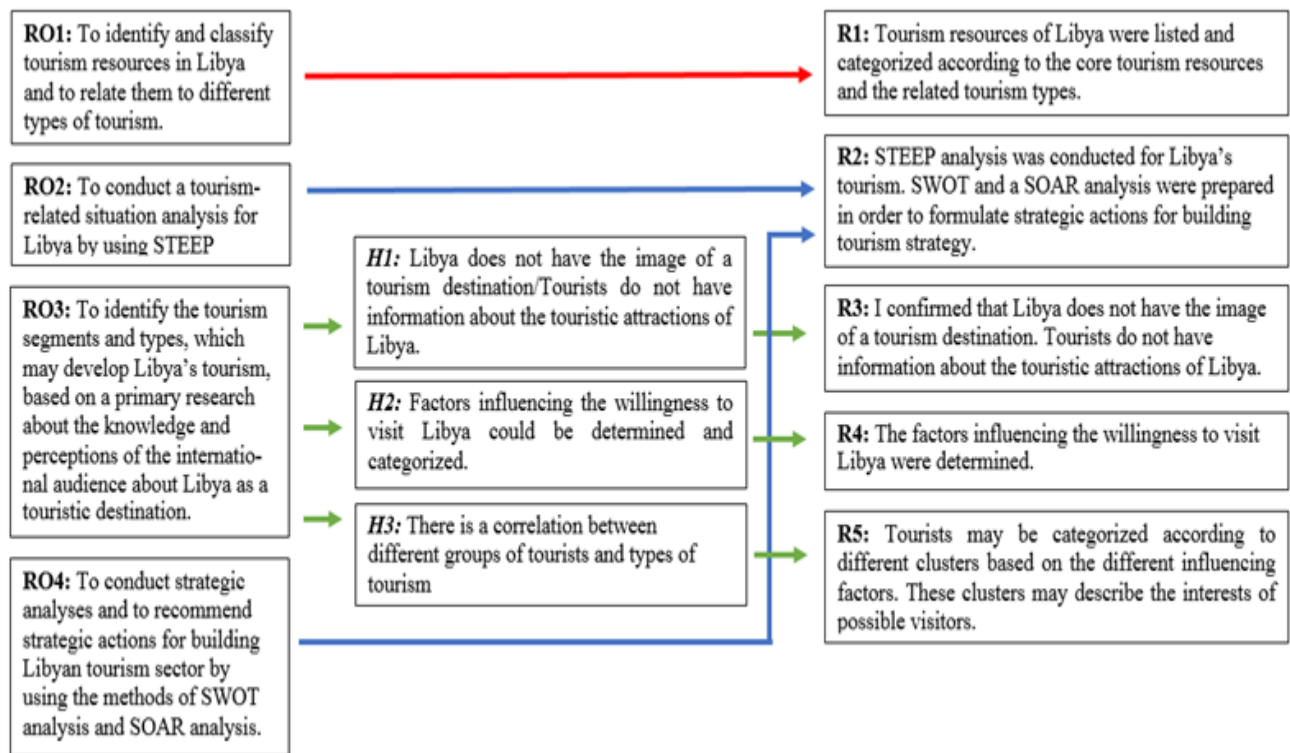 RO1: To identify and classify
tourism resources in Libya
and to relate them to different
types of tourism.
RO2: To conduct a tourism-
related situation analysis for
Libya by using STEEP
RO3: To identify the tourism
segments and types, which
may develop Libya's tourism,
based on a primary research
about the knowledge and
perceptions of the internatio-
nal audience about Libya as a
touristic destination.
RO4: To conduct strategic
analyses and to recommend
strategic actions for building
Libyan tourism sector by
using the methods of SWOT
analysis and SOAR analysis.
H1: Libya does not have the image of a
tourism destination/Tourists do not have
information about the touristic attractions of
Libya.
H2: Factors influencing the willingness to
visit Libya could be determined and
categorized.
H3: There is a correlation between
different groups of tourists and types of
tourism
R1: Tourism resources of Libya were listed and
categorized according to the core tourism resources
and the related tourism types.
R2: STEEP analysis was conducted for Libya's
tourism. SWOT and a SOAR analysis were prepared
in order to formulate strategic actions for building
tourism strategy.
R3: I confirmed that Libya does not have the image
of a tourism destination. Tourists do not have
information about the touristic attractions of Libya.
R4: The factors influencing the willingness to visit
Libya were determined.
R5: Tourists may be categorized according to
different clusters based on the different influencing
factors. These clusters may describe the interests of
possible visitors.